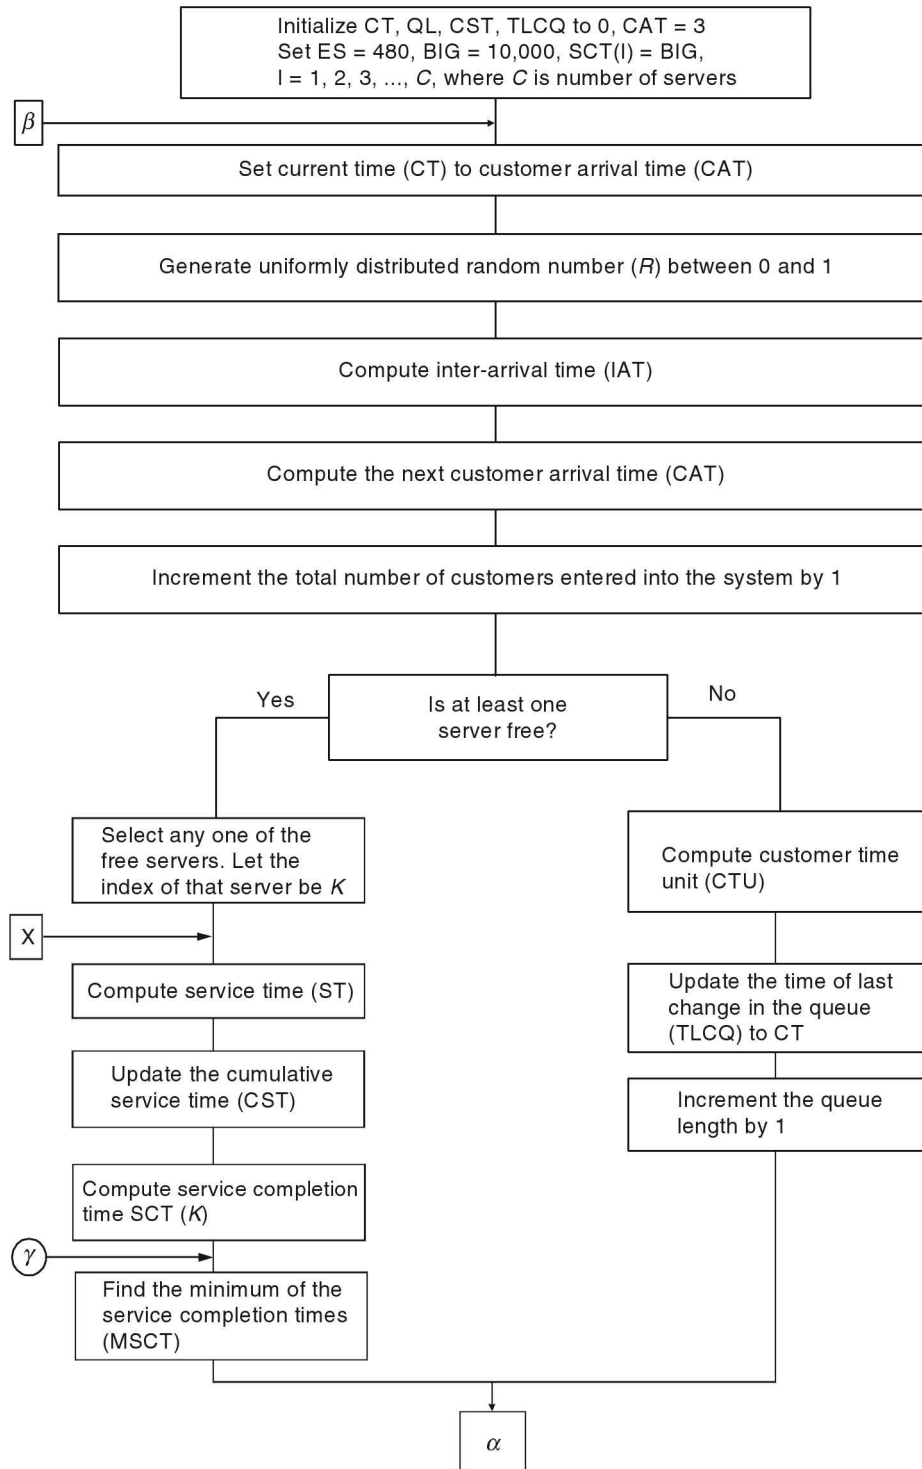 Initialize CT, QL, CST, TLCQ to 0, CAT = 3
Set ES = 480, BIG = 10,000, SCT(I) = BIG,
I = 1, 2, 3, ..., C, where C is number of servers
β
Set current time (CT) to customer arrival time (CAT)
Generate uniformly distributed random number (R) between 0 and 1
Compute inter-arrival time (IAT)
Compute the next customer arrival time (CAT)
Increment the total number of customers entered into the system by 1
Yes
Is at least one
server free?
No
Select any one of the
free servers. Let the
index of that server be K
Compute customer time
unit (CTU)
X
Compute service time (ST)
Update the time of last
change in the queue
(TLCQ) to CT
Update the cumulative
service time (CST)
Increment the queue
length by 1
Compute service completion
time SCT (K)
γ
Find the minimum of the
service completion times
(MSCT)
α